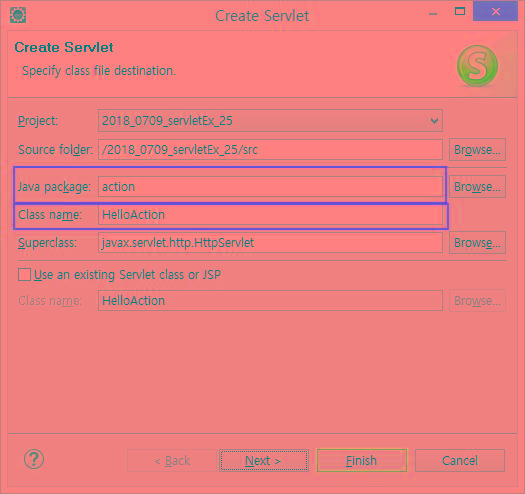 Create Servlet
Create Servlet
Specify class file destination.
S
Project: 2018_0709_servletEx_25
Source folder: /2018_0709_servletEx_25/src Browse...
Java package: action Browse...
Class name: HelloAction
Superclass: javax.servlet.http.HttpServlet Browse...
Use an existing Servlet class or JSP
Class name: HelloAction Browse...
? < Back Next > Finish Cancel